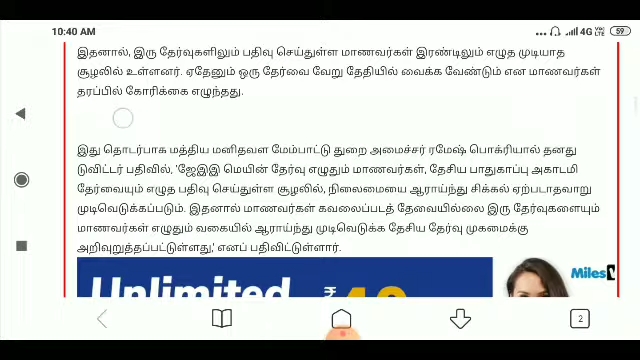 10:40 AM
4G VoLTE 59
இதனால், இரு தேர்வுகளிலும் பதிவு செய்துள்ள மாணவர்கள் இரண்டிலும் எழுத முடியாத
சூழலில் உள்ளனர். ஏதேனும் ஒரு தேர்வை வேறு தேதியில் வைக்க வேண்டும் என மாணவர்கள்
தரப்பில் கோரிக்கை எழுந்தது.
இது தொடர்பாக மத்திய மனிதவள மேம்பாட்டு துறை அமைச்சர் ரமேஷ் பொக்ரியால் தனது
டுவிட்டர் பதிவில், 'ஜேஇஇ மெயின் தேர்வு எழுதும் மாணவர்கள், தேசிய பாதுகாப்பு அகாடமி
தேர்வையும் எழுத பதிவு செய்துள்ள சூழலில், நிலைமையை ஆராய்ந்து சிக்கல் ஏற்படாதவாறு
முடிவெடுக்கப்படும். இதனால் மாணவர்கள் கவலைப்படத் தேவையில்லை இரு தேர்வுகளையும்
மாணவர்கள் எழுதும் வகையில் ஆராய்ந்து முடிவெடுக்க தேசிய தேர்வு முகமைக்கு
அறிவுறுத்தப்பட்டுள்ளது,' எனப் பதிவிட்டுள்ளார்.
Unlimited ₹
Miles
2